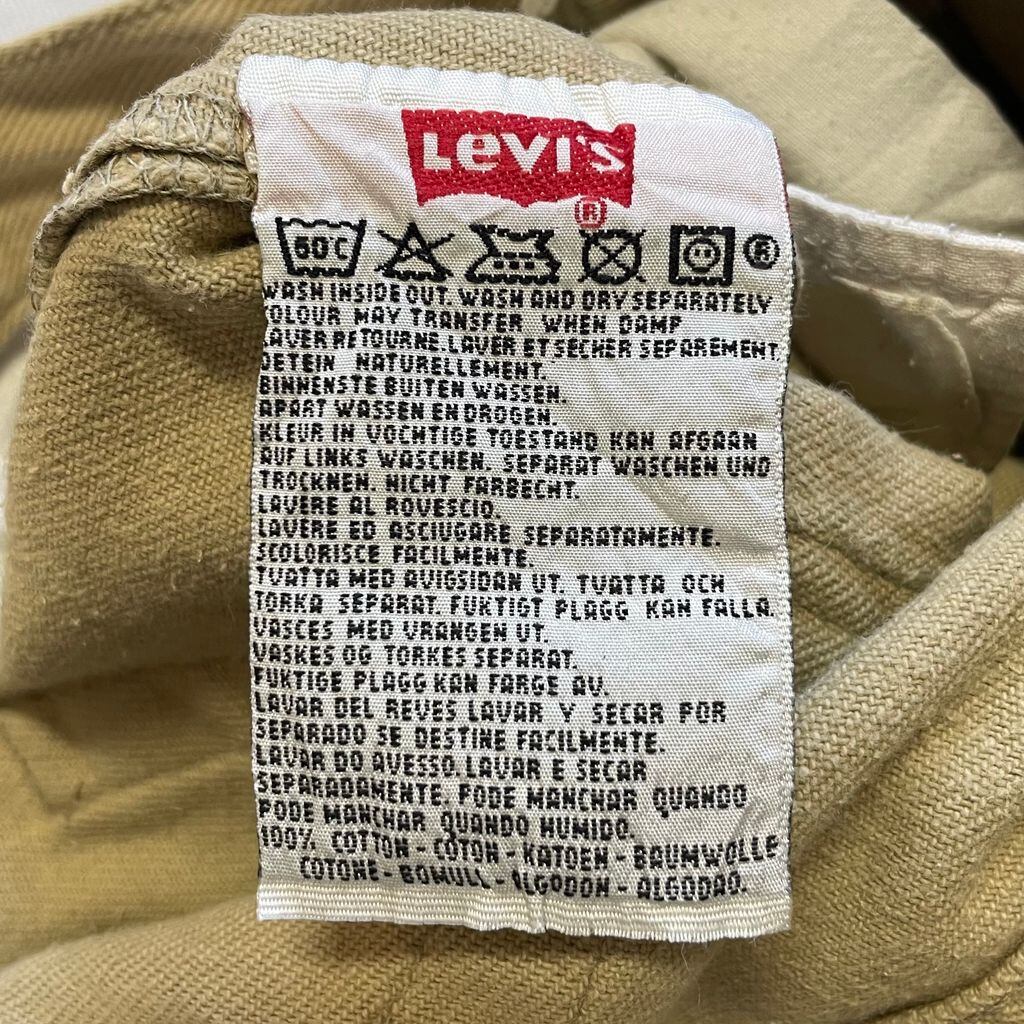 Levi's
®
60°C ®
WASH INSIDE OUT. WASH AND DRY SEPARATELY
COLOUR MAY TRANSFER WHEN DAMP
LAVER RETOURNE. LAVER ET SECHER SEPAREMENT
DETEIN NATURELLEMENT.
BINNENSTE BUITEN WASSEN.
APART WASSEN EN DROGEN.
KLEUR IN VOCHTIGE TOESTAND KAN AFGAAN
AUF LINKS WASCHEN. SEPARAT WASCHEN UND
TROCKNEN. NICHT FARBECHT.
LAVERE AL ROVESCIO.
LAVERE ED ASCIUGARE SEPARATAMENTE.
SCOLORISCE FACILMENTE.
TVATTA MED AVIGSIDAN UT. TVATTA OCH
TORKA SEPARAT. FUKTIGT PLAGG KAN FALLA.
VASCES MED VRANGEN UT.
VASKES OG TORKES SEPARAT.
FUKTIGE PLAGG KAN FARGE AV.
LAVAR DEL REVES LAVAR Y SECAR POR
SEPARADO SE DESTINE FACILMENTE.
LAVAR DO AVESSO. LAVAR E SECAR
SEPARADAMENTE. PODE MANCHAR QUANDO
PODE MANCHAR QUANDO HUMIDO.
100% COTTON - COTON - KATOEN - BAUMWOLLE
COTONE - BOMULL - ALGODON - ALGODAO.